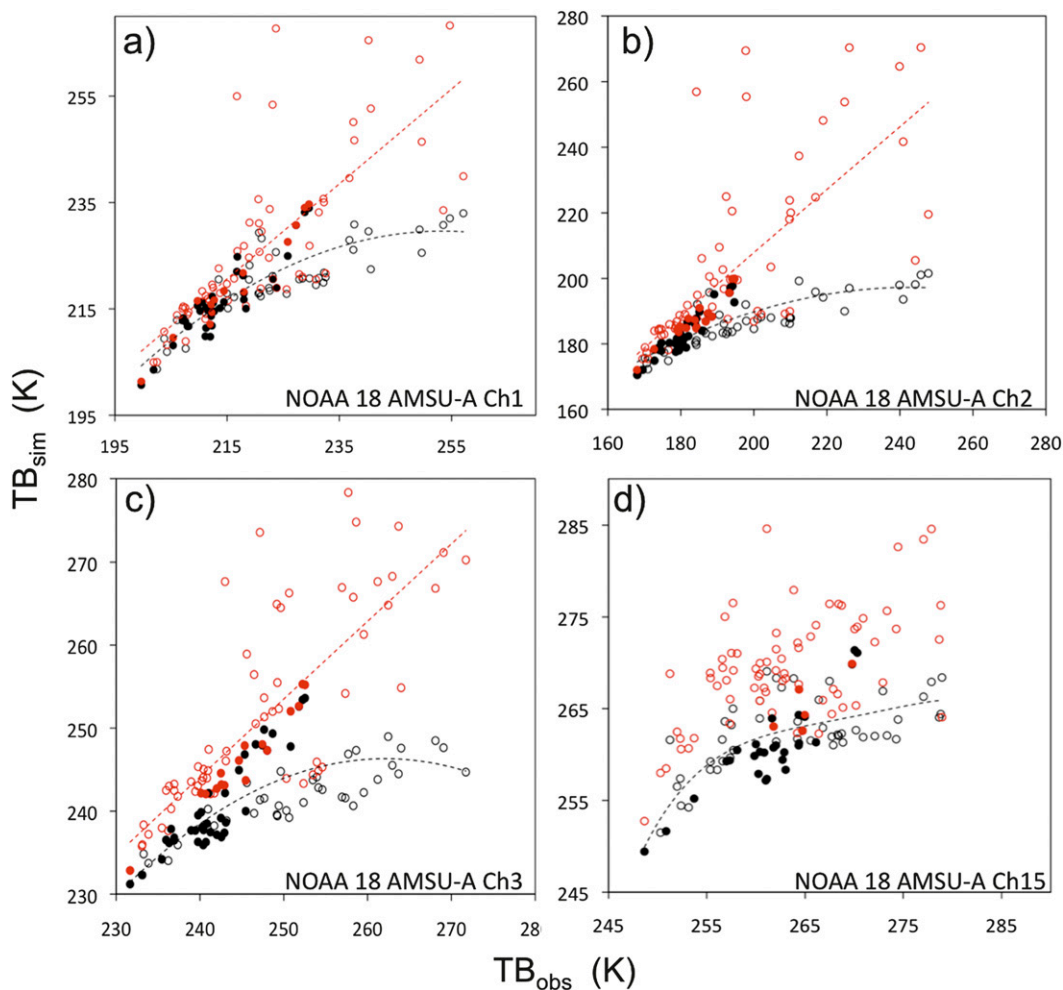 a)
b)
255
235
215
195
195 215 235 255
NOAA 18 AMSU-A Ch1
280
260
240
220
200
180
160
160 180 200 220 240 260 280
NOAA 18 AMSU-A Ch2
TBsim (K)
c)
d)
280
270
260
250
240
230
230 240 250 260 270 28
NOAA 18 AMSU-A Ch3
285
275
265
255
245
245 255 265 275 285
NOAA 18 AMSU-A Ch15
TBobs (K)